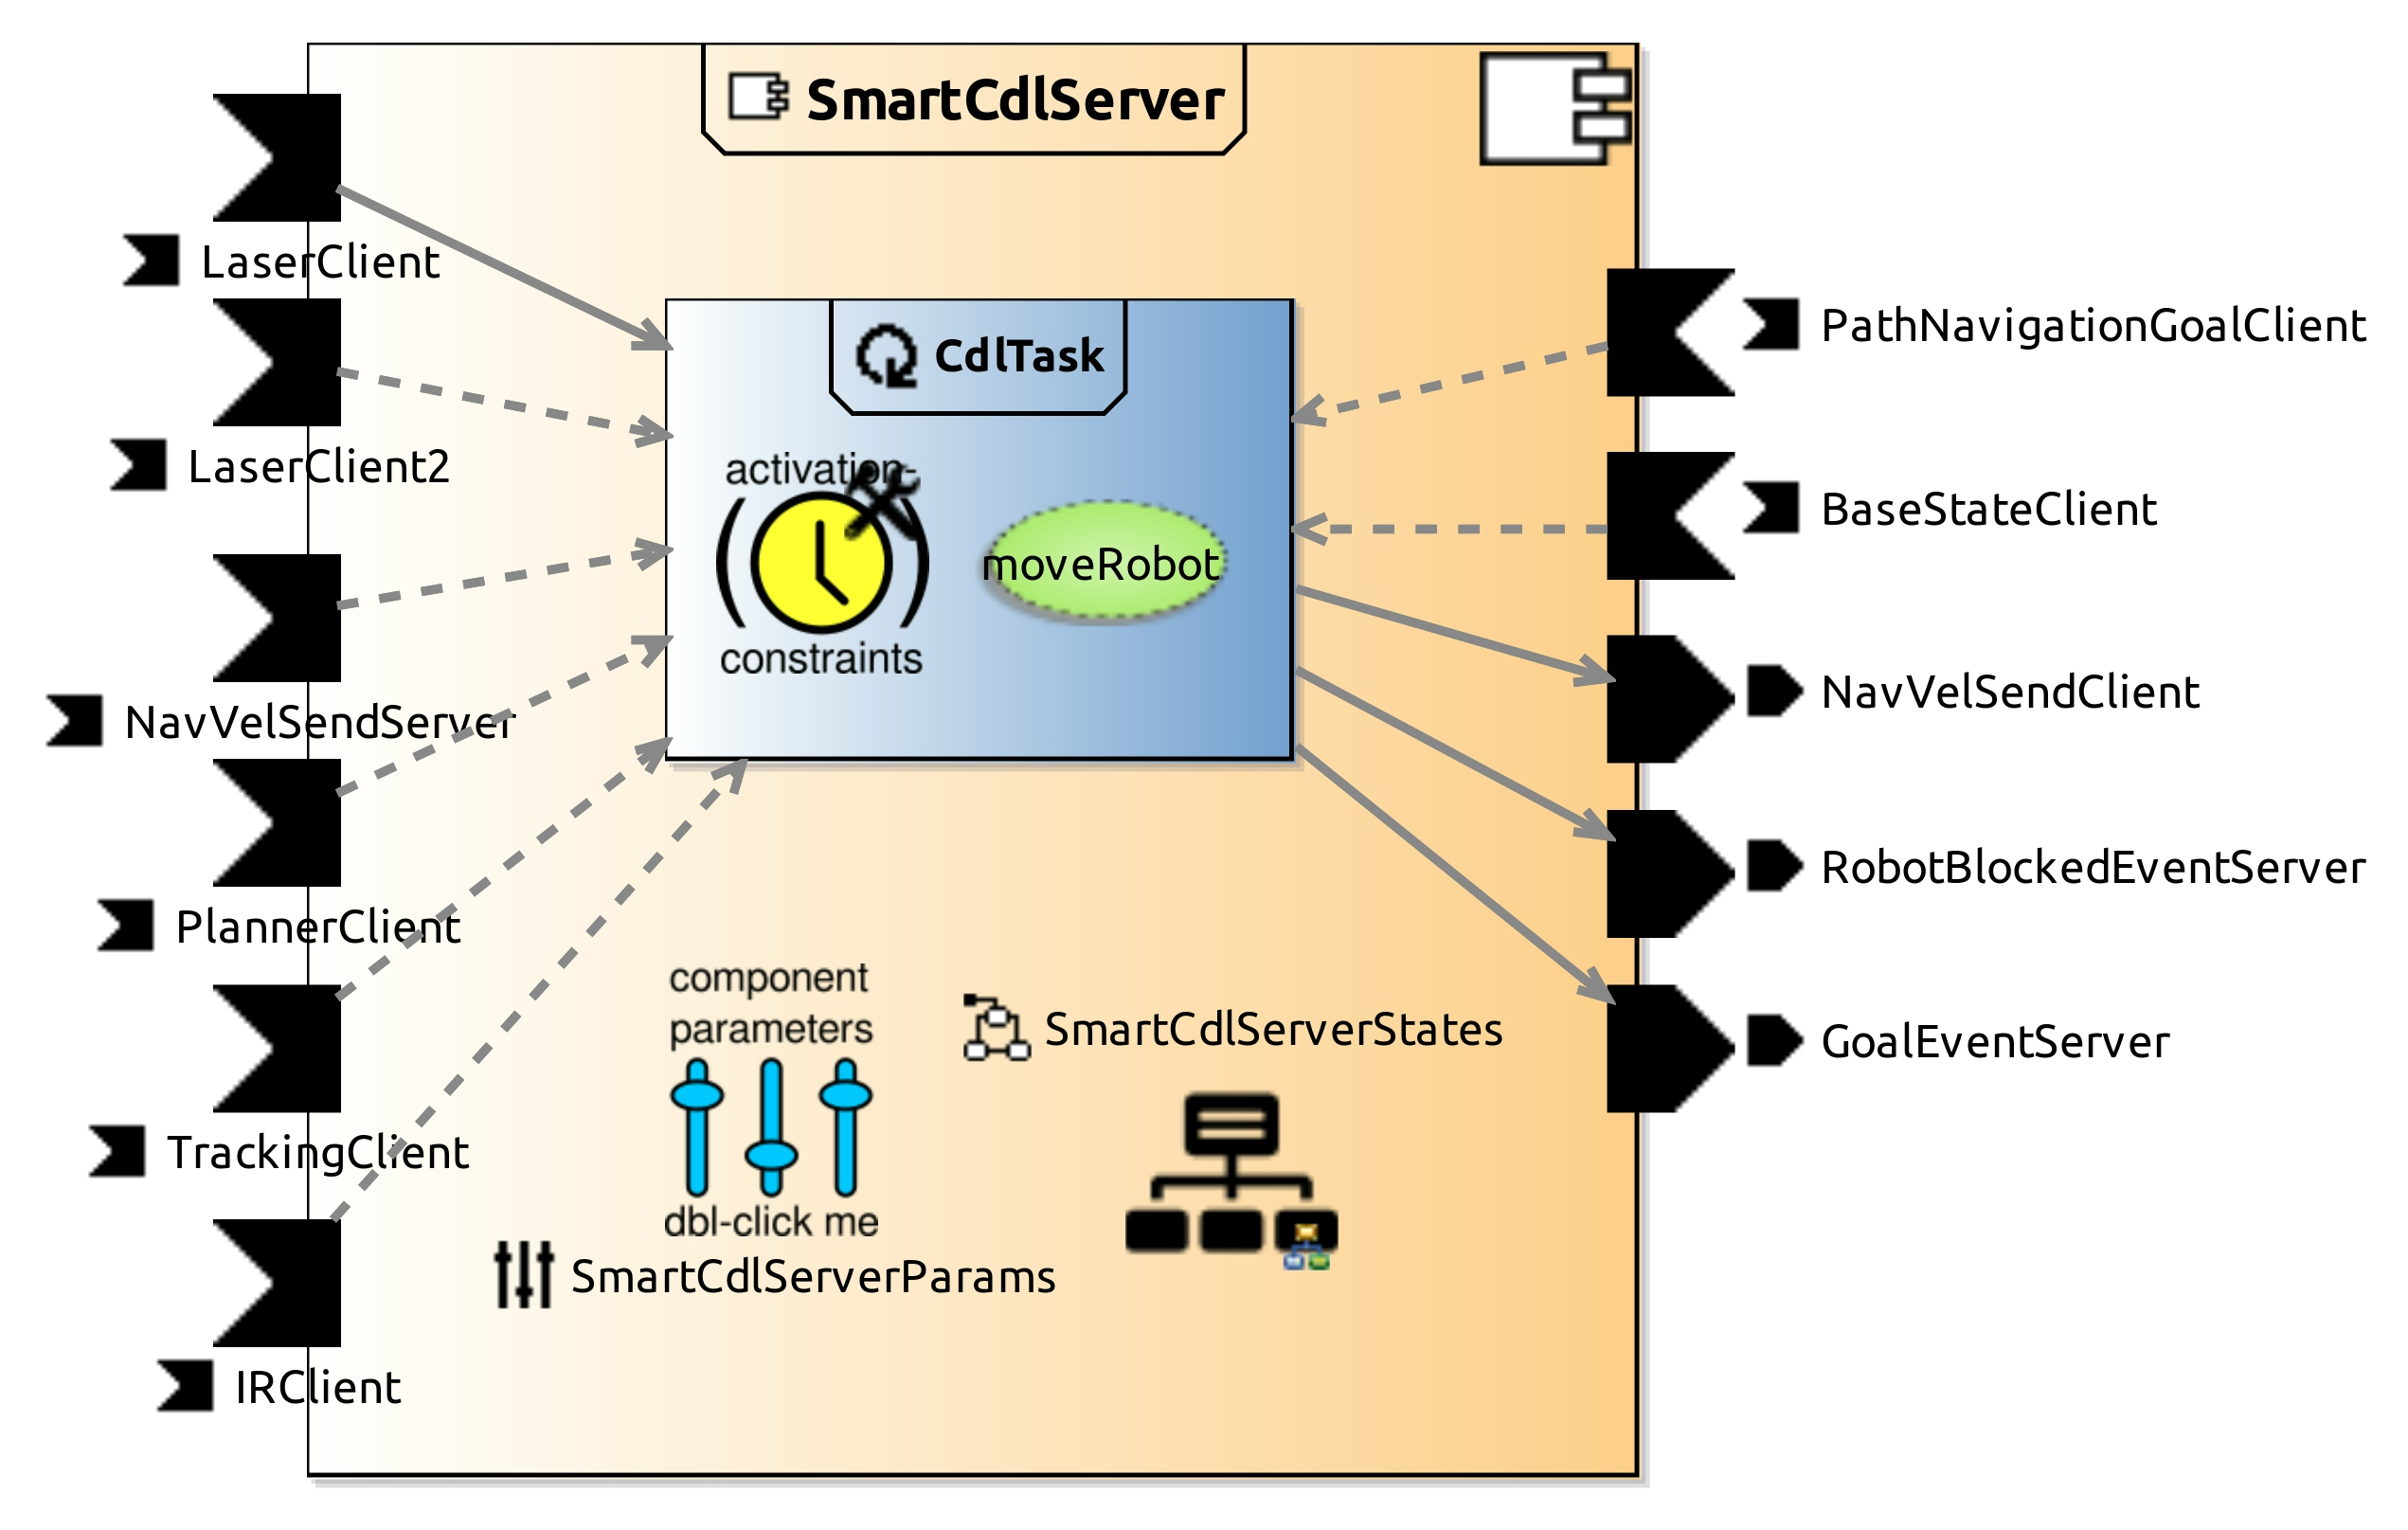 SmartCdlServer
LaserClient
LaserClient2
NavVelSendServer
PlannerClient
TrackingClient
IRClient
CdlTask
activation-
constraints
moveRobot
component
parameters
dbl-click me
SmartCdlServerParams
SmartCdlServerStates
PathNavigationGoalClient
BaseStateClient
NavVelSendClient
RobotBlockedEventServer
GoalEventServer